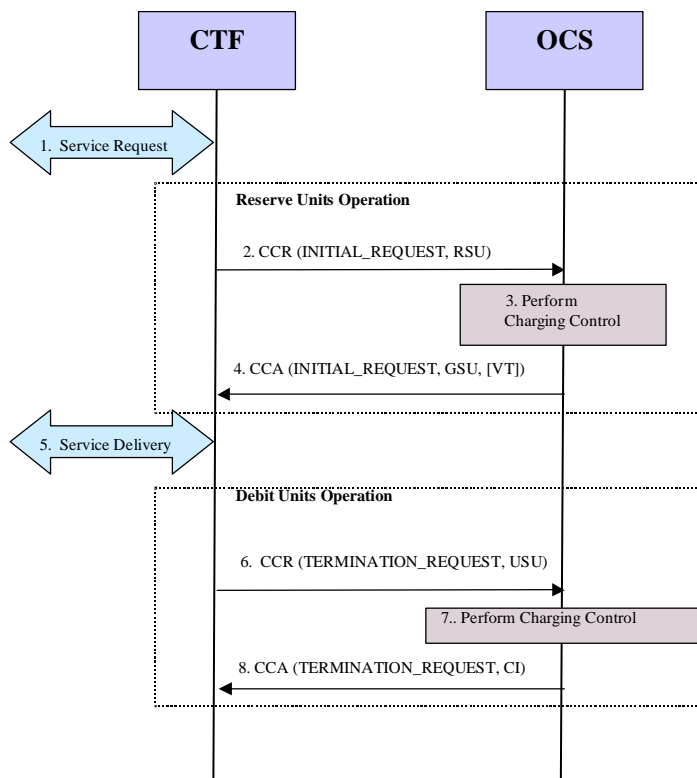 CTF
OCS
1. Service Request
Reserve Units Operation
2. CCR (INITIAL_REQUEST, RSU)
3. Perform
Charging Control
4. CCA (INITIAL_REQUEST, GSU, [VT])
5. Service Delivery
Debit Units Operation
6. CCR (TERMINATION_REQUEST, USU)
7.. Perform Charging Control
8. CCA (TERMINATION_REQUEST, CI)